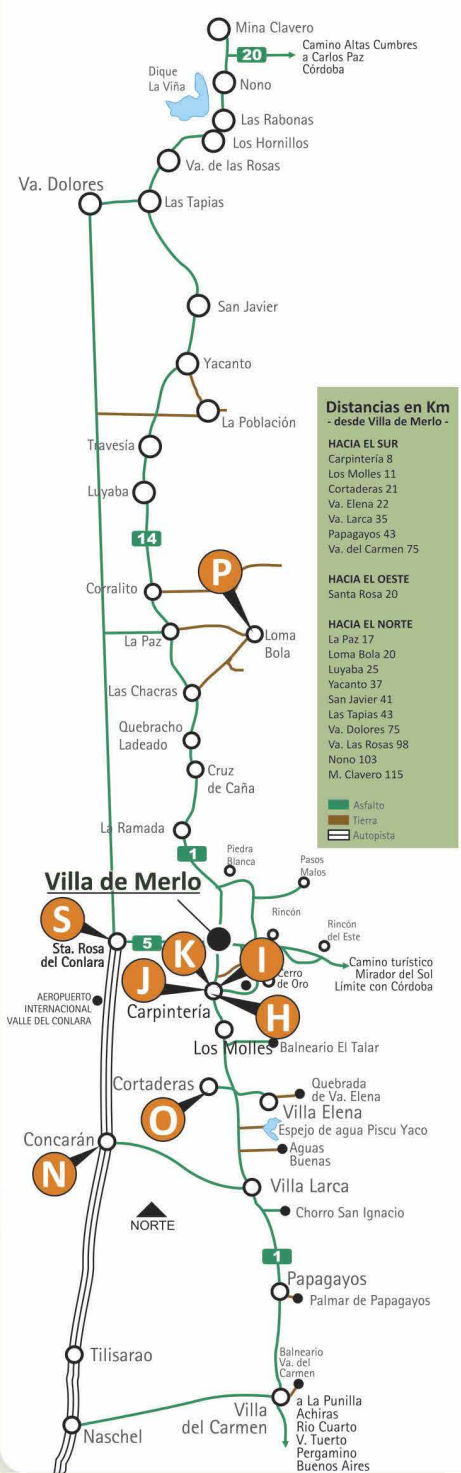 Mina Clavero
20
Camino Altas Cumbres
a Carlos Paz
Córdoba
Dique
La Viña
Nono
Las Rabonas
Los Hornillos
Va. de las Rosas
Va. Dolores
Las Tapias
San Javier
Yacanto
La Población
Travesía
Luyaba
14
P
Corralito
La Paz
Loma
Bola
Las Chacras
Quebracho
Ladeado
Cruz
de Caña
La Ramada
1
Piedra
Blanca
Pasos
Malos
Villa de Merlo
S
Sta. Rosa
del Conlara
5
K
I
J
H
Rincón
Rincón
del Este
Cerro
de Oro
Camino turístico
Mirador del Sol
Límite con Córdoba
AEROPUERTO
INTERNACIONAL
VALLE DEL CONLARA
Carpintería
Los Molles
Balneario El Talar
Cortaderas
O
Quebrada
de Va. Elena
Villa Elena
Espejo de agua Piscu Yaco
Aguas
Buenas
Concarán
N
Villa Larca
NORTE
Chorro San Ignacio
1
Papagayos
Palmar de Papagayos
Tilisarao
Balneario
Va. del
Carmen
Villa
del Carmen
Naschel
a La Punilla
Achiras
Rio Cuarto
V. Tuerto
Pergamino
Buenos Aires
Distancias en Km
- desde Villa de Merlo -
HACIA EL SUR
Carpintería 8
Los Molles 11
Cortaderas 21
Va. Elena 22
Va. Larca 35
Papagayos 43
Va. del Carmen 75
HACIA EL OESTE
Santa Rosa 20
HACIA EL NORTE
La Paz 17
Loma Bola 20
Luyaba 25
Yacanto 37
San Javier 41
Las Tapias 43
Va. Dolores 75
Va. Las Rosas 98
Nono 103
M. Clavero 115
Asfalto
Tierra
Autopista